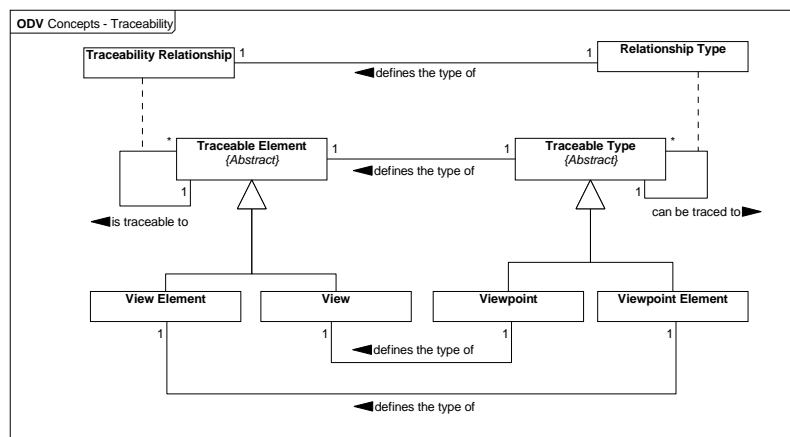 ODV Concepts - Traceability
Traceability Relationship
1
1
Relationship Type
defines the type of
*
Traceable Element
{Abstract}
1
1
Traceable Type
{Abstract}
*
defines the type of
1
1
is traceable to
can be traced to
View Element
View
Viewpoint
Viewpoint Element
1
1
1
1
defines the type of
defines the type of